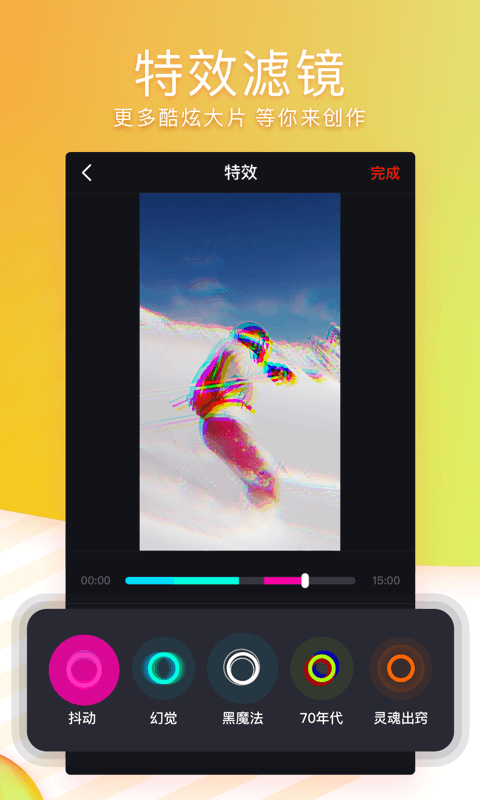 特效滤镜
更多酷炫大片 等你来创作
特效
完成
00:00
15:00
抖动
幻觉
黑魔法
70年代
灵魂出窍